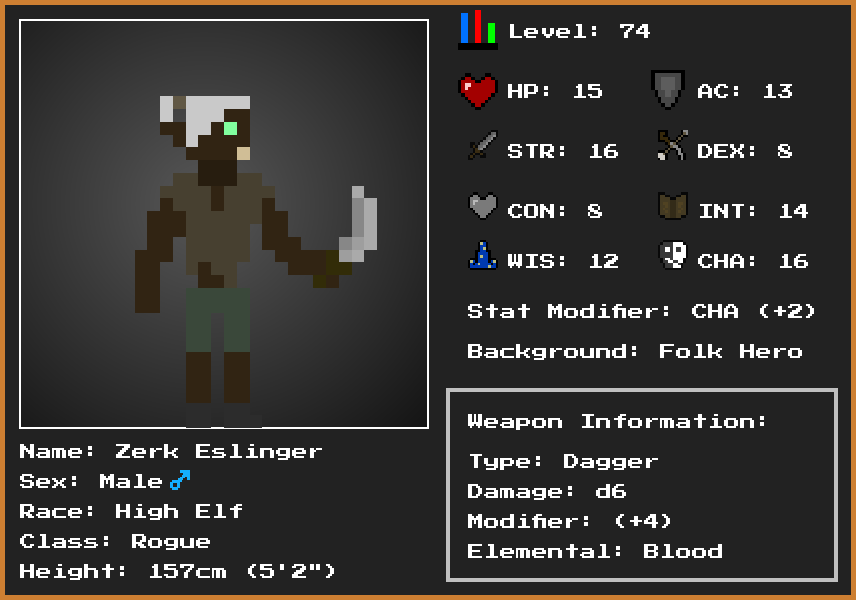 Level: 74
HP: 15
AC: 13
STR: 16
DEX: 8
CON: 8
INT: 14
WIS: 12
CHA: 16
Stat Modifier: CHA (+2)
Background: Folk Hero
Weapon Information:
Type: Dagger
Damage: d6
Modifier: (+4)
Elemental: Blood
Name: Zerk Eslinger
Sex: Male♂
Race: High Elf
Class: Rogue
Height: 157cm (5'2")